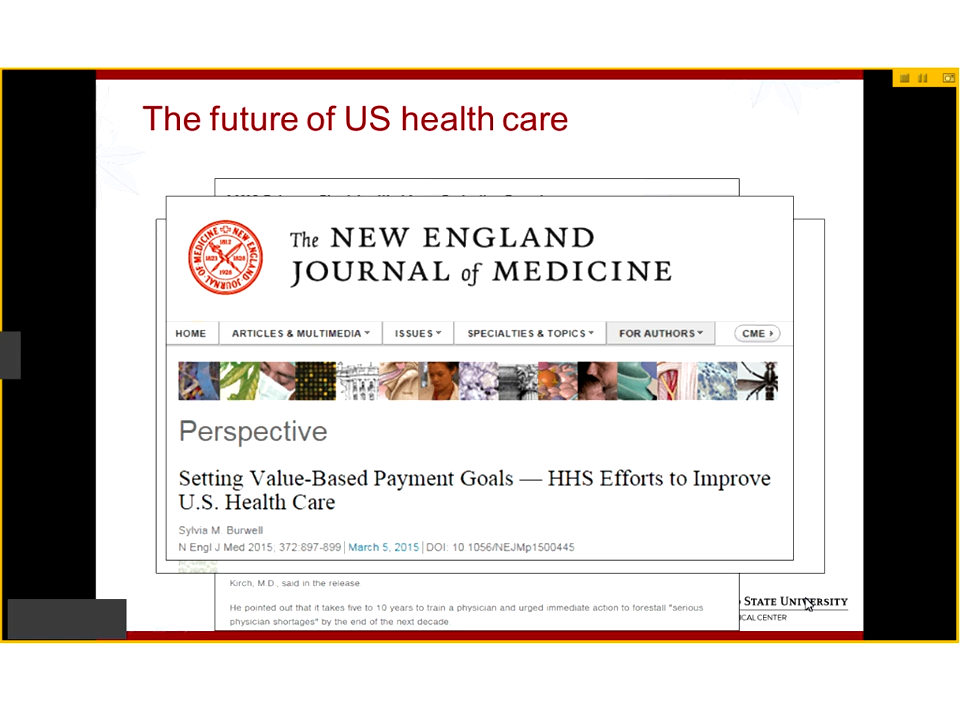 The future of US health care
The NEW ENGLAND
JOURNAL of MEDICINE
HOME ARTICLES & MULTIMEDIA ISSUES SPECIALTIES & TOPICS FOR AUTHORS CME
Perspective
Setting Value-Based Payment Goals — HHS Efforts to Improve
U.S. Health Care
Sylvia M. Burwell
N Engl J Med 2015; 372:897-899 | March 5, 2015 | DOI: 10.1056/NEJMp1500445
Kirch, M.D., said in the release
He pointed out that it takes five to 10 years to train a physician and urged immediate action to forestall "serious
physician shortages" by the end of the next decade
STATE UNIVERSITY
ICAL CENTER